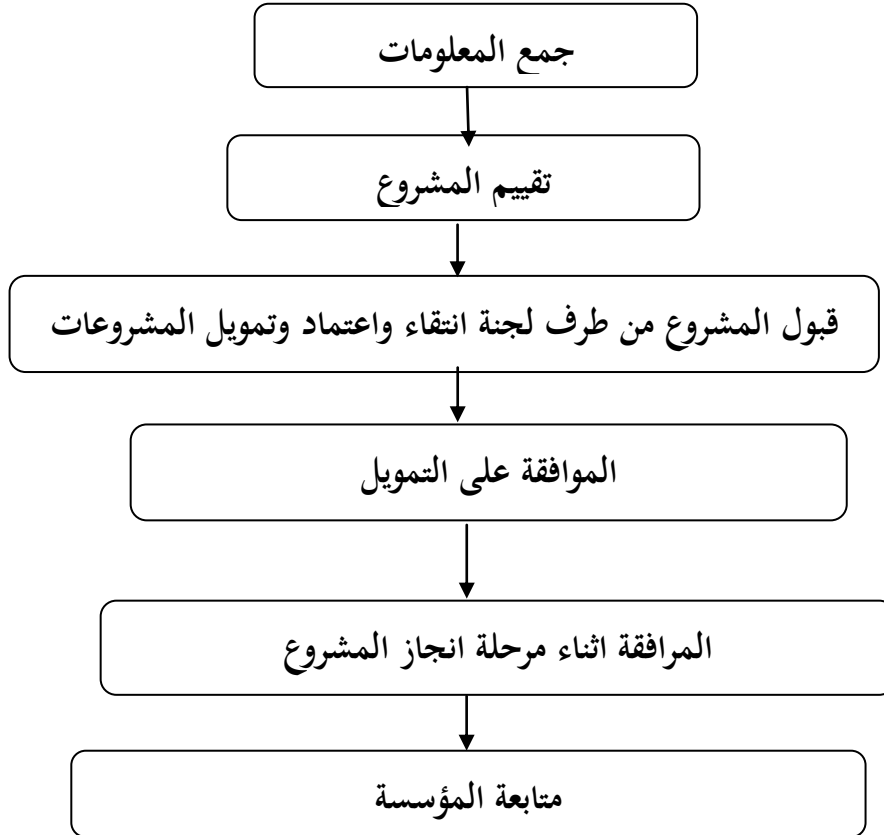 جمع المعلومات
تقييم المشروع
قبول المشروع من طرف لجنة انتقاء واعتماد وتمويل المشروعات
الموافقة على التمويل
المرافقة اثناء مرحلة انجاز المشروع
متابعة المؤسسة